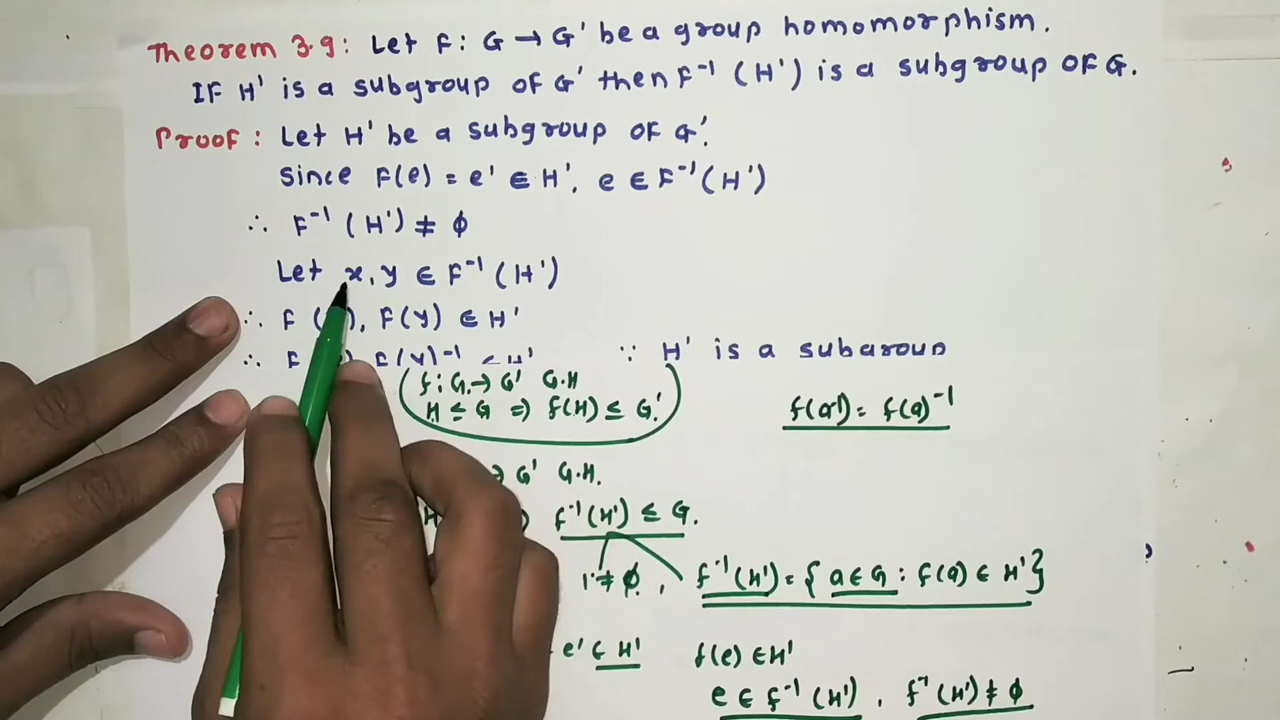 Theorem 3.9: Let F: G → G' be a group homomorphism.
IF H' is a subgroup of G' then F⁻¹ (H') is a subgroup of G.
Proof: Let H' be a subgroup of G'.
Since F(e) = e' ∈ H', e ∈ F⁻¹(H')
∴ F⁻¹ (H') ≠ ϕ
Let x, y ∈ F⁻¹ (H')
∴ F ( ), F(y) ∈ H'
∴ F ), F(y)⁻¹ ∈ H' ∵ H' is a subgroup
f: G → G' G.H
H ≤ G ⇒ f(H) ≤ G'.
f(a⁻¹) = f(a)⁻¹
G' G.H.
f⁻¹(H') ≤ G.
≠ ϕ, f⁻¹(H') = { a ∈ G : f(a) ∈ H' }
e' ∈ H' f(e) ∈ H'
e ∈ f⁻¹ (H'), f⁻¹(H') ≠ ϕ